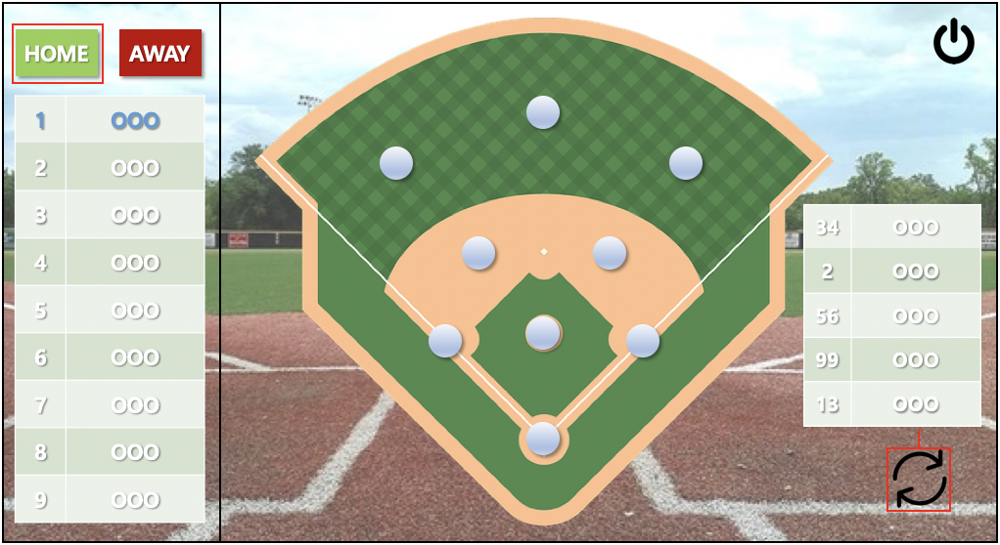 HOME AWAY
1 OOO
2 OOO
3 OOO
4 OOO
5 OOO
6 OOO
7 OOO
8 OOO
9 OOO
34 OOO
2 OOO
56 OOO
99 OOO
13 OOO